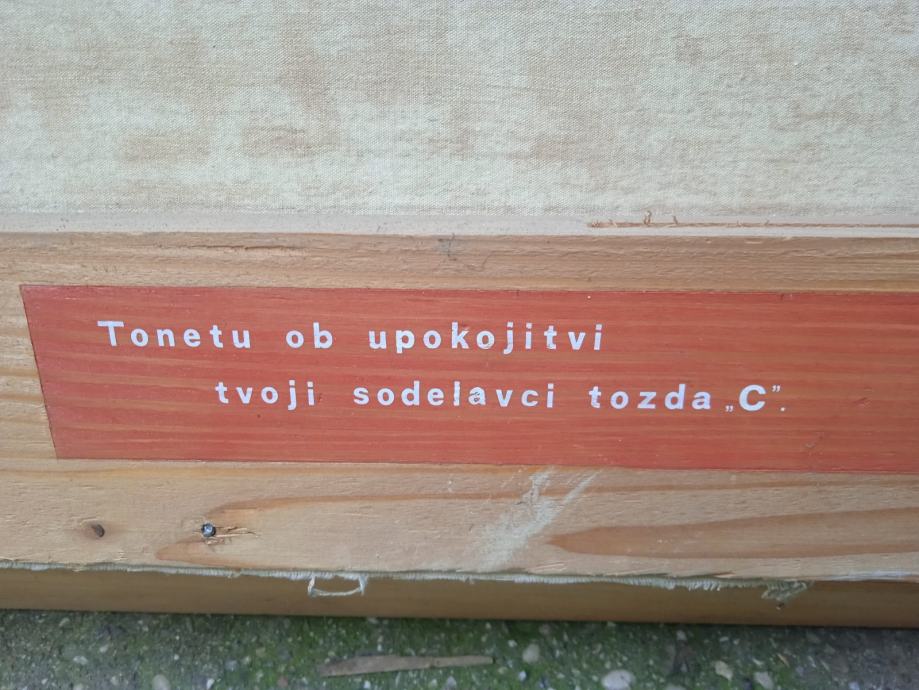 Tonetu ob upokojitvi
tvoji sodelavci tozda „C”.